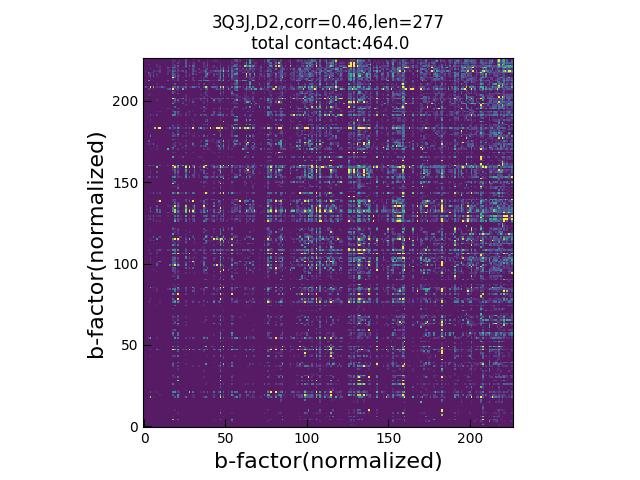 3Q3J,D2,corr=0.46,len=277
total contact:464.0
b-factor(normalized)
200
150
100
50
0
0 50 100 150 200
b-factor(normalized)